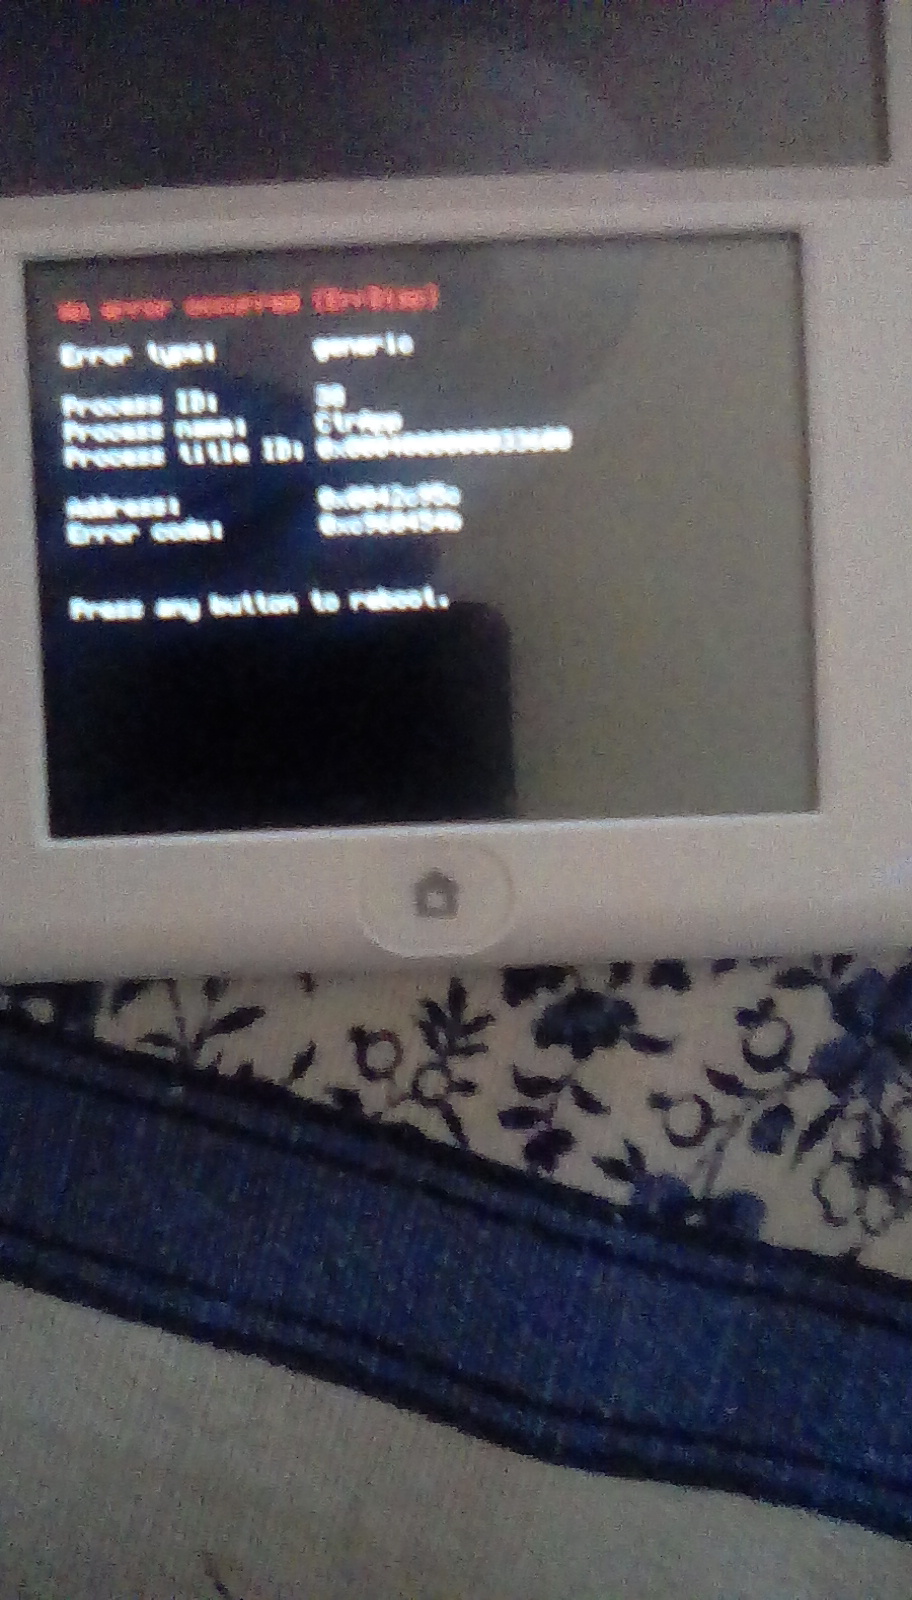 An error occurred (ErrDisp)
Error type: generic
Process ID:
Process name: CtrApp
Process title ID:
Address:
Error code:
Press any button to reboot.